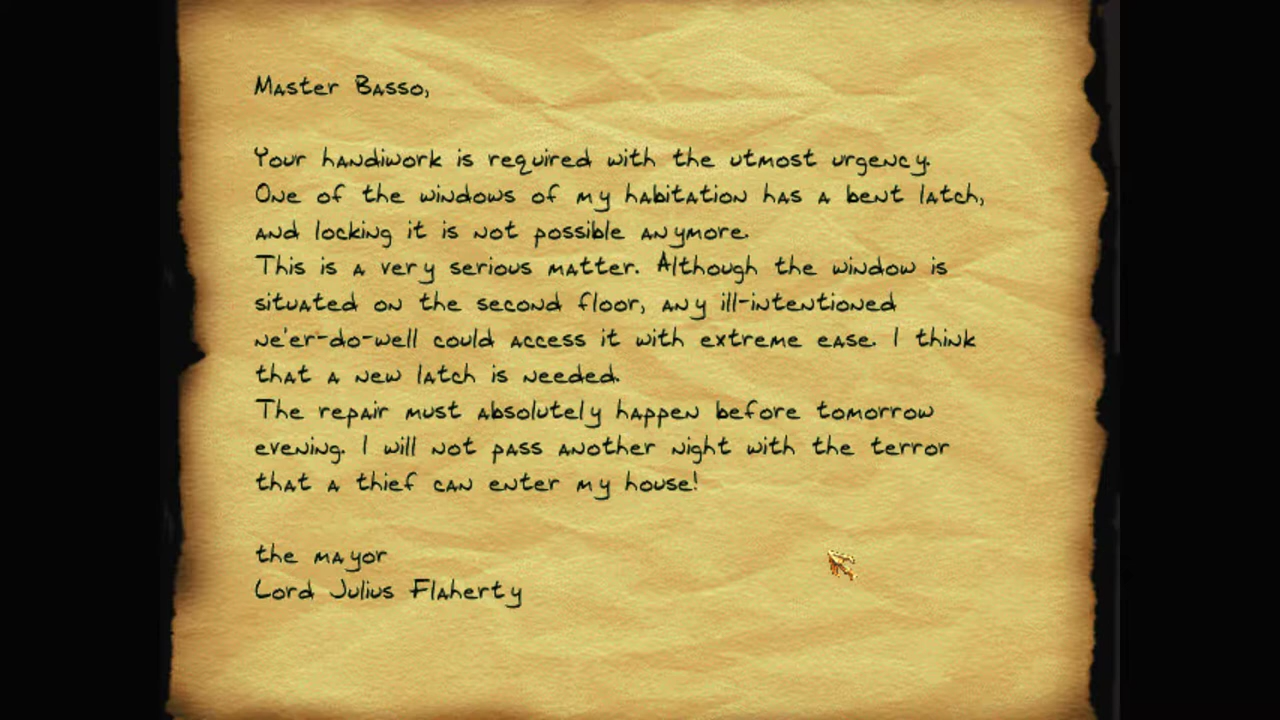 Master Basso,
Your handiwork is required with the utmost urgency.
One of the windows of my habitation has a bent latch,
and locking it is not possible anymore.
This is a very serious matter. Although the window is
situated on the second floor, any ill-intentioned
ne'er-do-well could access it with extreme ease. I think
that a new latch is needed.
The repair must absolutely happen before tomorrow
evening. I will not pass another night with the terror
that a thief can enter my house!
the mayor
Lord Julius Flaherty